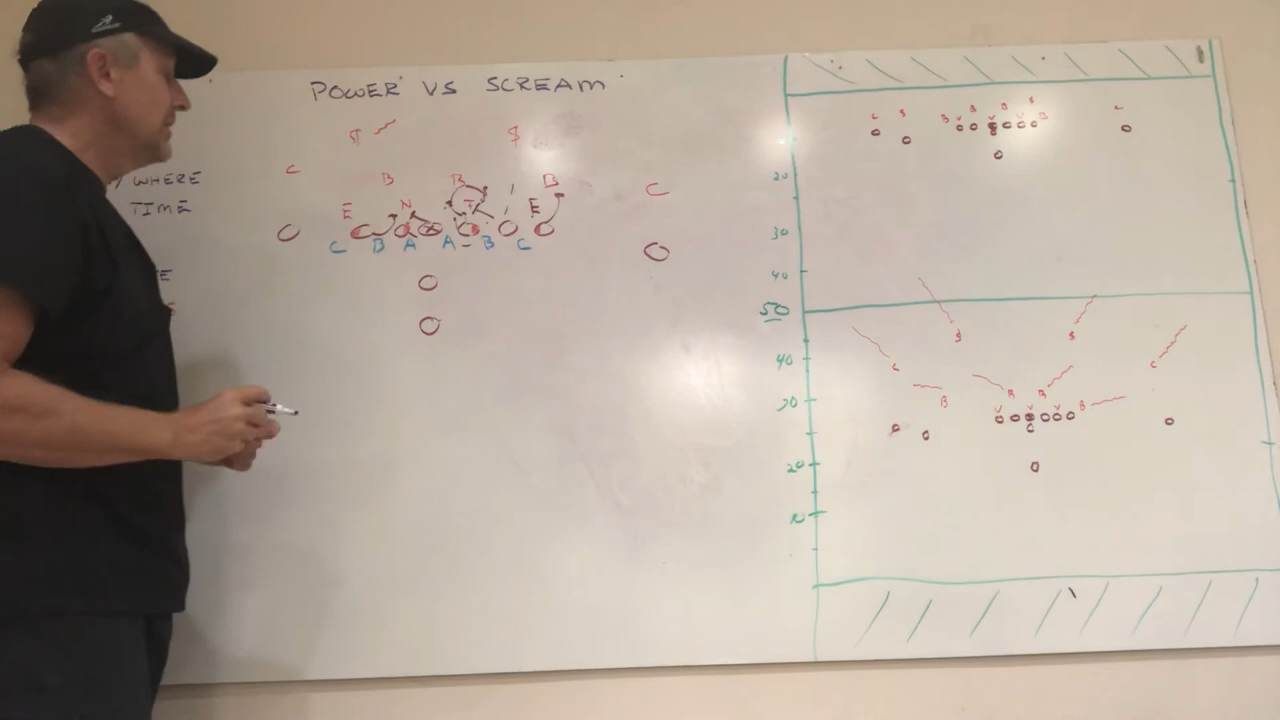 POWER VS SCREAM
WHERE
TIME
$ $
C B B B C
E N T E
C B A A B C
C S B S B S B C
V V V V
20
30
40
50
40
30
20
10
S S
C C
B B B B
V V V